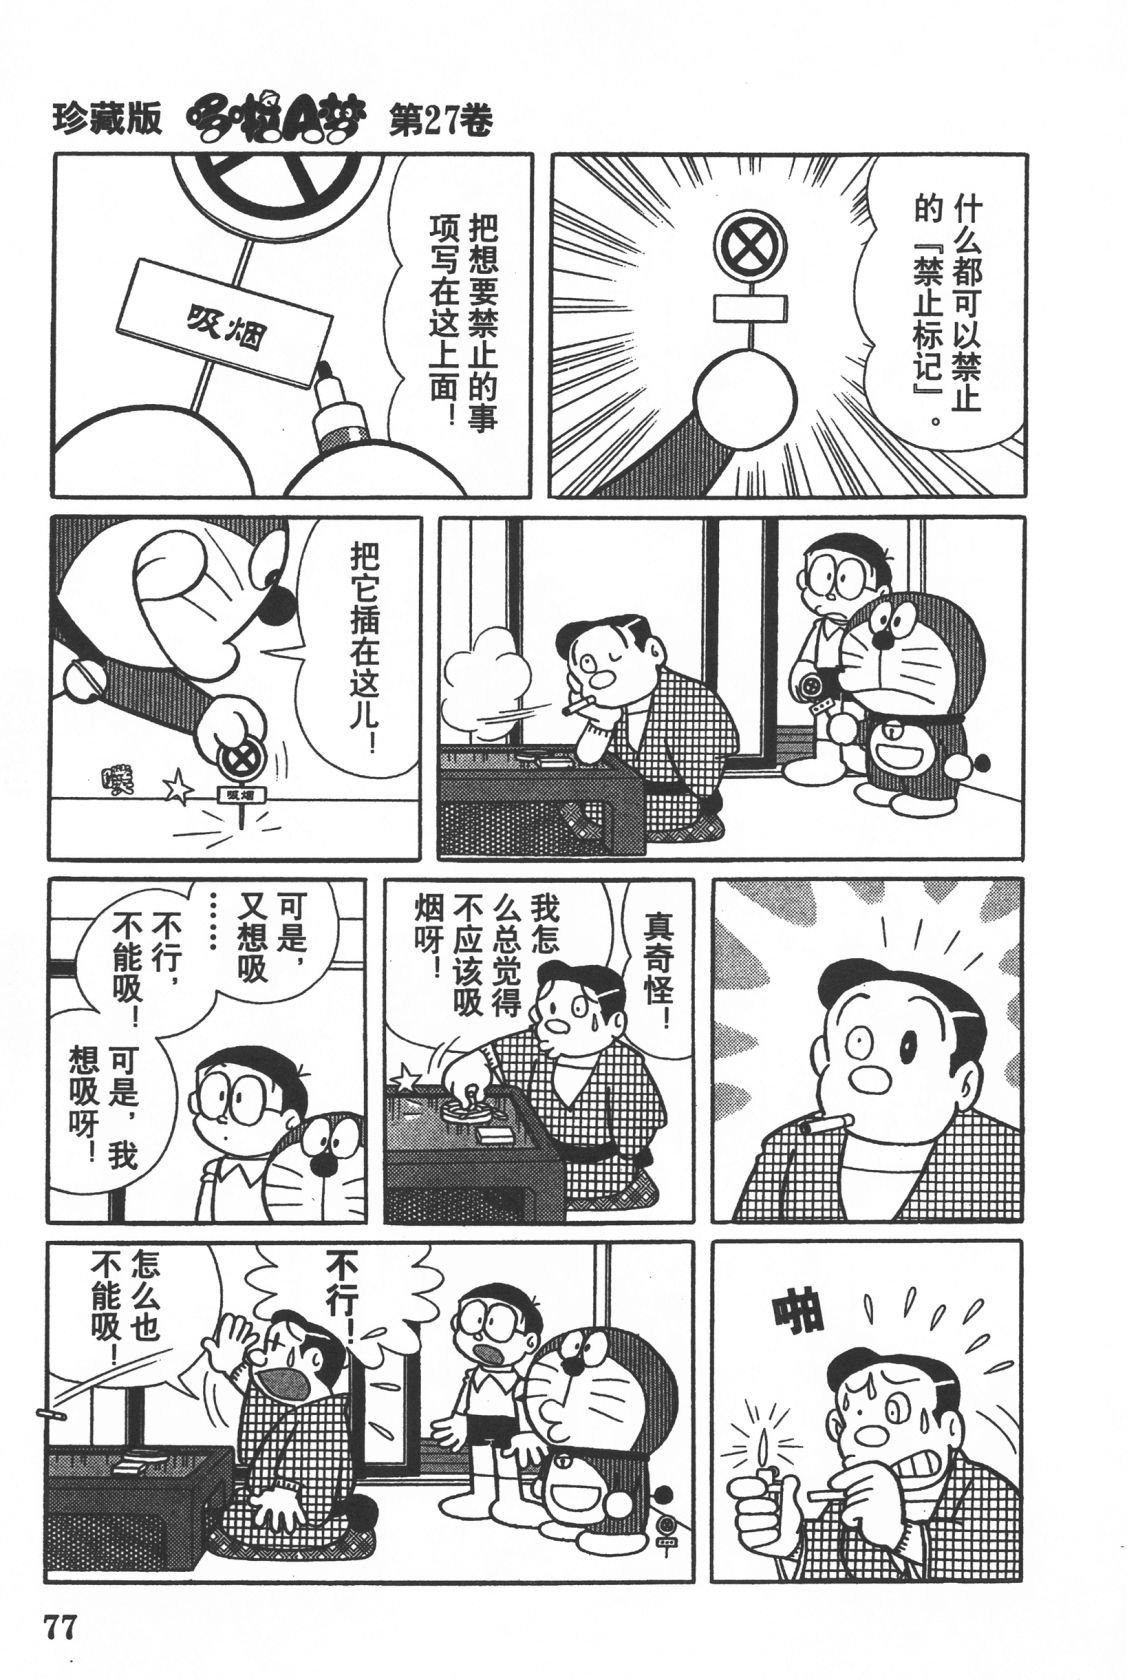 珍藏版 哆啦A梦 第27卷
什么都可以禁止
的『禁止标记』。
把想要禁止的事
项写在这上面！
吸烟
把它插在这儿！
噗
吸烟
真奇怪！
我怎
么总觉得
不应该吸
烟呀！
可是，
又想吸
……
不行，
不能吸！
可是，我
想吸呀！
啪
不行！
怎么也
不能吸！
77